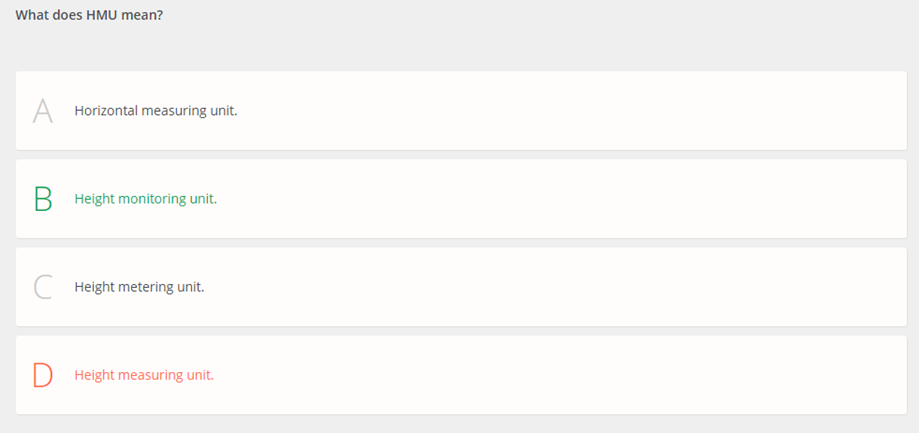 What does HMU mean?
A Horizontal measuring unit.
B Height monitoring unit.
C Height metering unit.
D Height measuring unit.